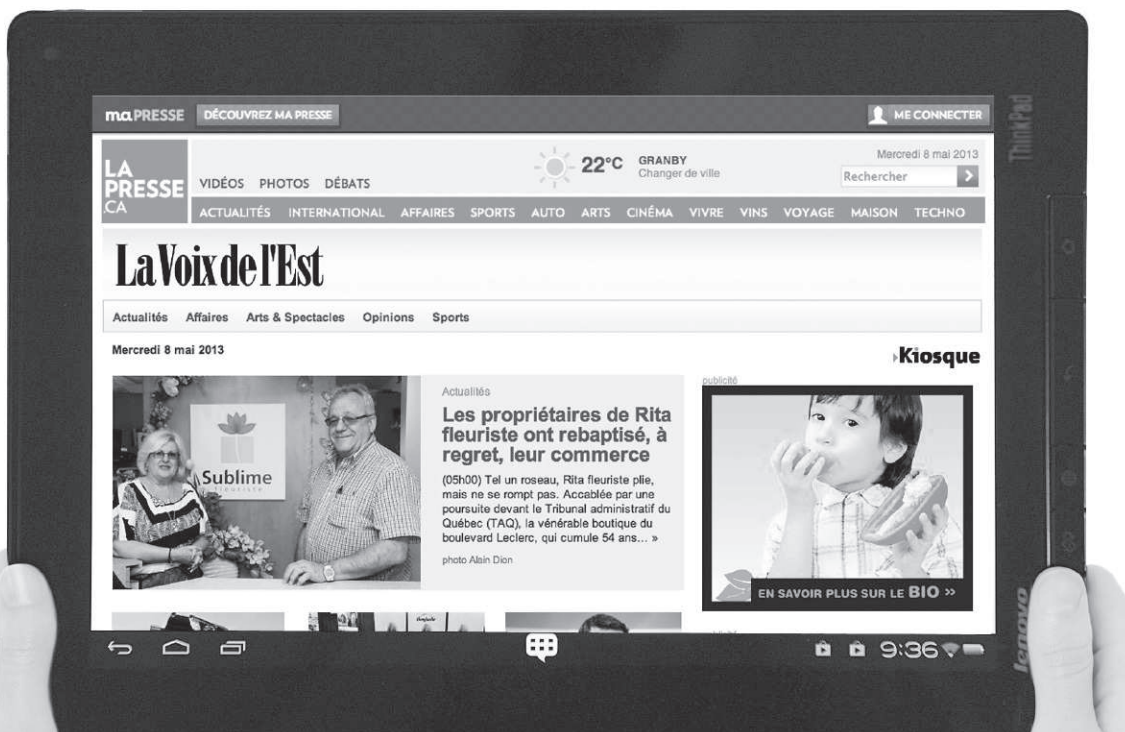 ma PRESSE DÉCOUVREZ MA PRESSE ME CONNECTER
LA
PRESSE
.CA
22°C GRANBY
Changer de ville
Mercredi 8 mai 2013
Rechercher
VIDÉOS PHOTOS DÉBATS
ACTUALITÉS INTERNATIONAL AFFAIRES SPORTS AUTO ARTS CINÉMA VIVRE VINS VOYAGE MAISON TECHNO
La Voix de l'Est
Actualités Affaires Arts & Spectacles Opinions Sports
Mercredi 8 mai 2013
Kiosque
Sublime
fleuriste
Actualités
Les propriétaires de Rita
fleuriste ont rebaptisé, à
regret, leur commerce
(05h00) Tel un roseau, Rita fleuriste plie,
mais ne se rompt pas. Accablée par une
poursuite devant le Tribunal administratif du
Québec (TAQ), la vénérable boutique du
boulevard Leclerc, qui cumule 54 ans... »
photo Alain Dion
publicité
EN SAVOIR PLUS SUR LE BIO »
9:36
ThinkPad
lenovo